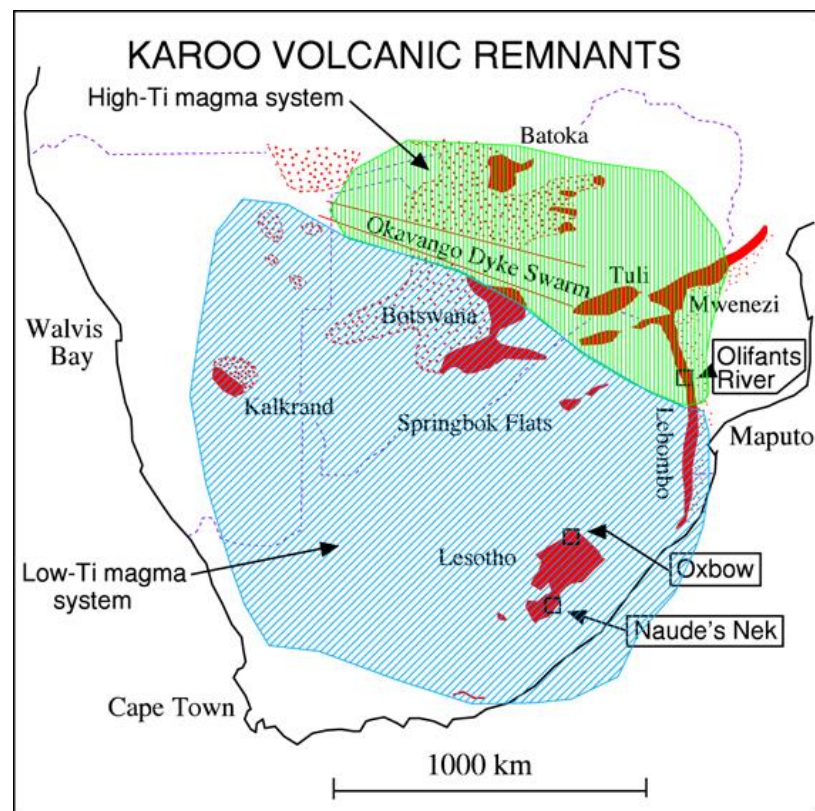 KAROO VOLCANIC REMNANTS
High-Ti magma system
Batoka
Okavango Dyke Swarm
Tuli
Mwenezi
Botswana
Walvis
Bay
Olifants
River
Kalkrand
Springbok Flats
Lebombo
Maputo
Low-Ti magma
system
Lesotho
Oxbow
Naude's Nek
Cape Town
1000 km